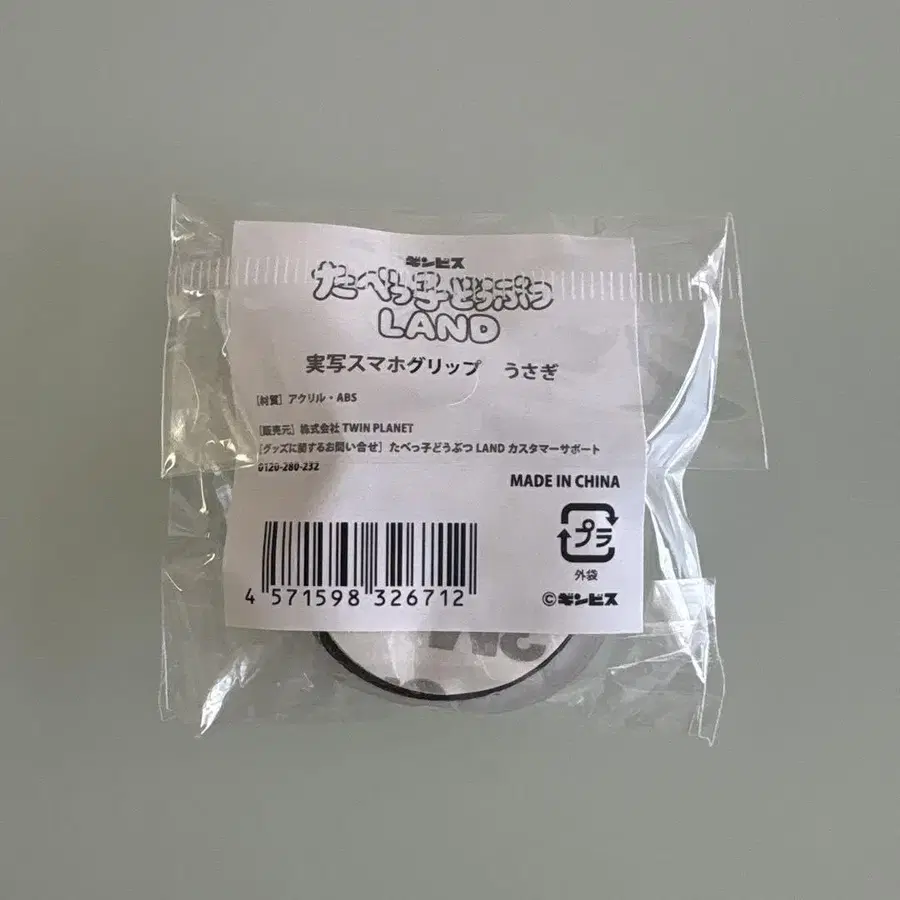 ギンビス
たべっ子どうぶつ
LAND
実写スマホグリップ　うさぎ
[材質] アクリル・ABS
[販売元] 株式会社 TWIN PLANET
[グッズに関するお問い合せ] たべっ子どうぶつ LAND カスタマーサポート
0120-280-232
MADE IN CHINA
プラ
外袋
4 571598 326712
©ギンビス
3M